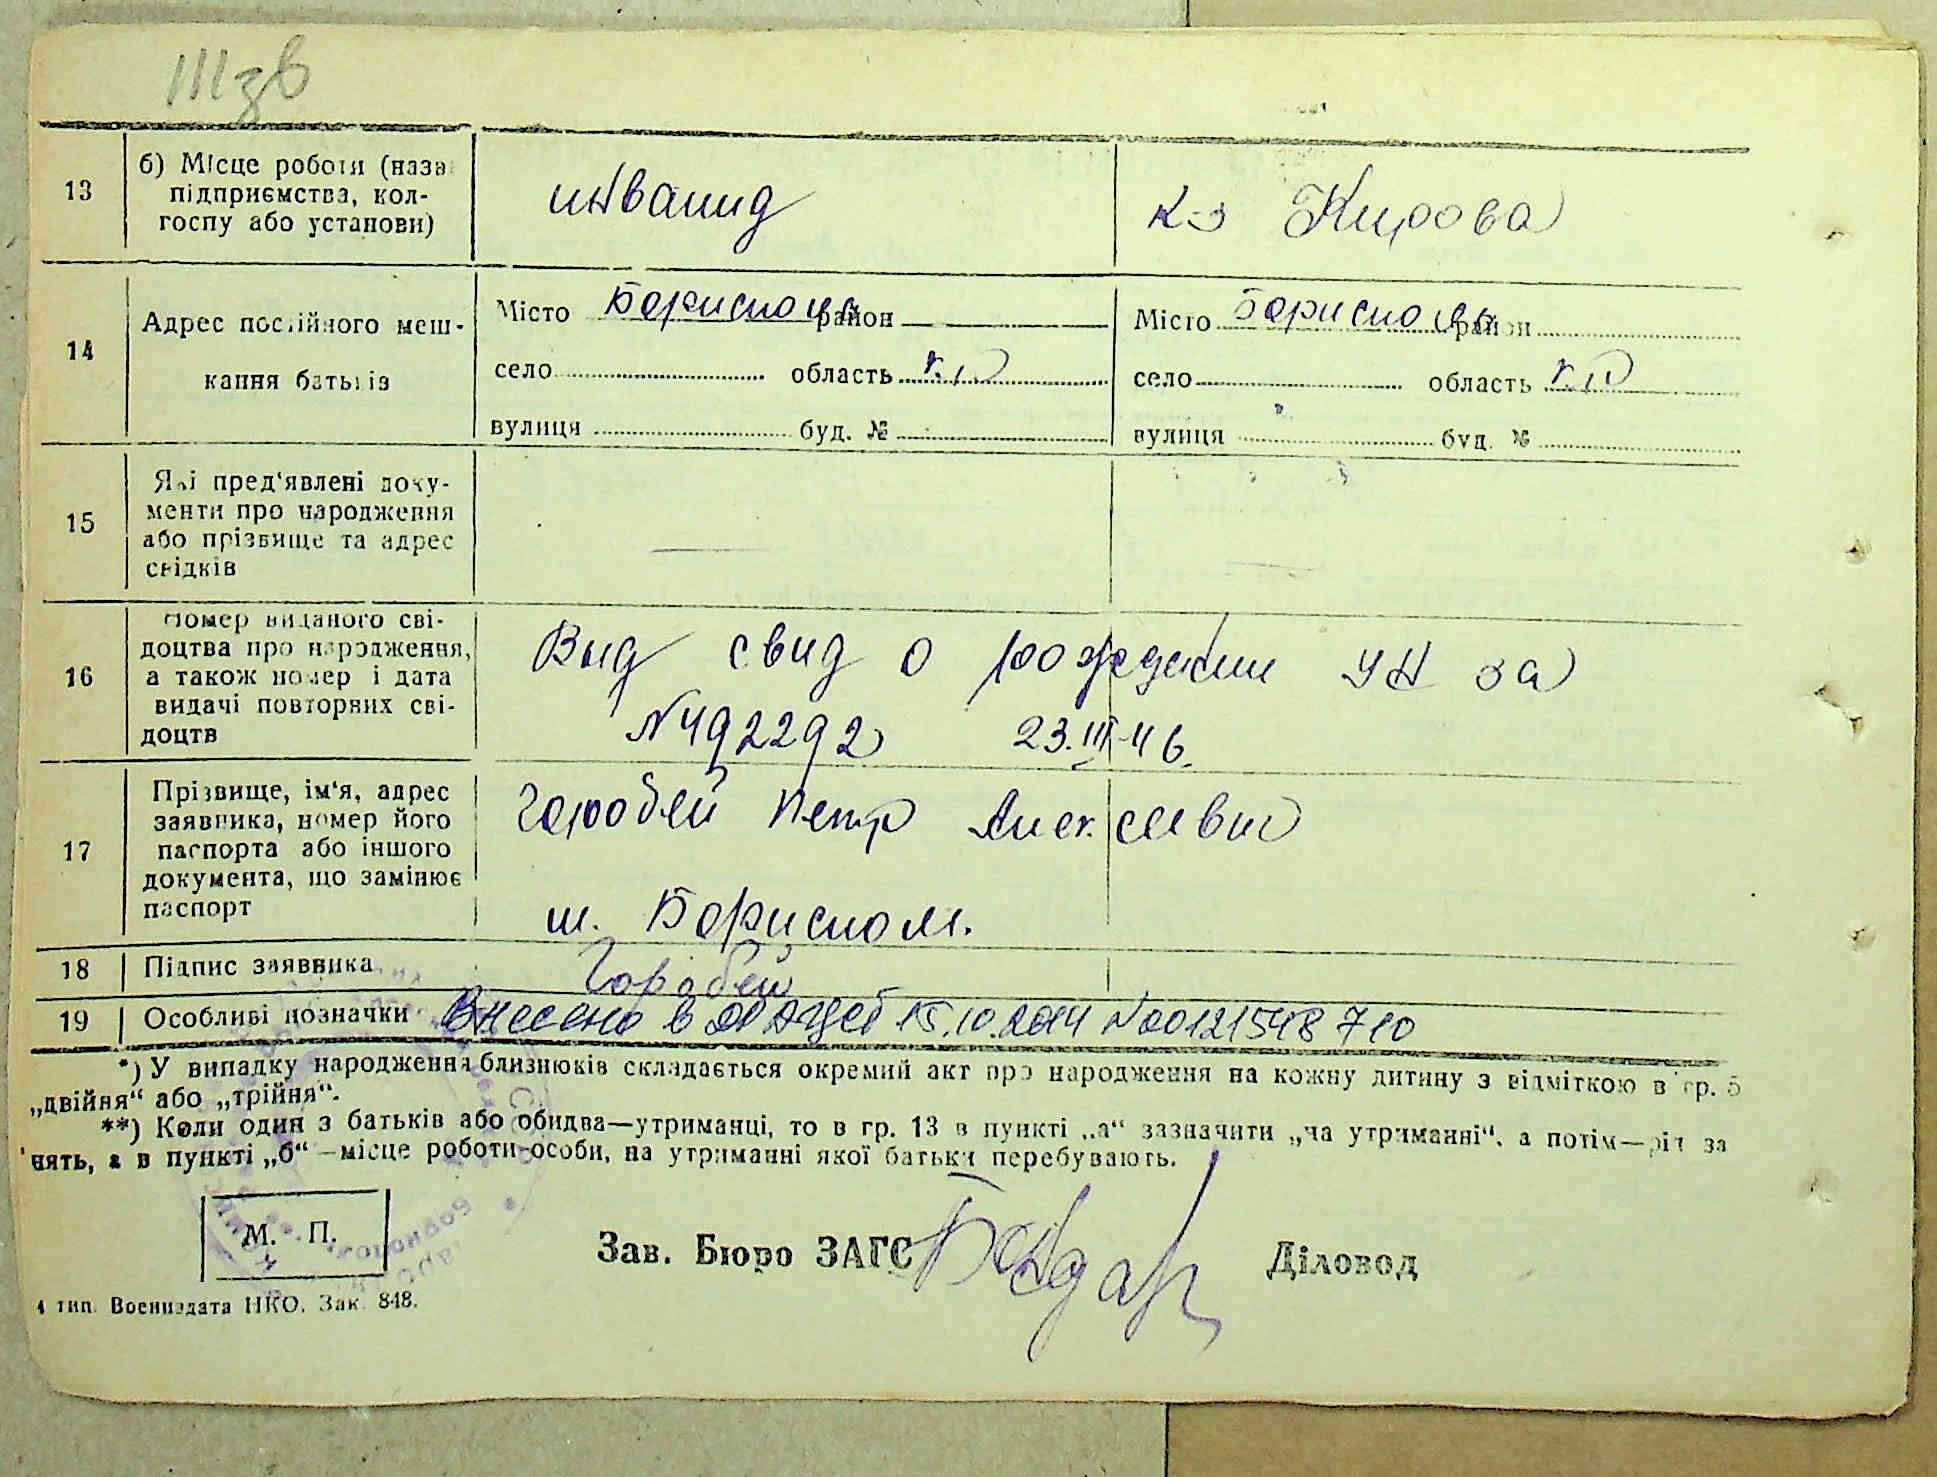 13 б) Місце роботи (назва підприємства, колгоспу або установи) инвалид к-з Кирова
14 Адрес постійного мешкання батьків
Місто Борисполь район
село область
вулиця буд. №
Місто Борисполь район
село область
вулиця буд. №
15 Які пред'явлені документи про народження або прізвище та адрес свідків — —
16 Номер виданого свідоцтва про народження, а також номер і дата видачі повторних свідоцтв
Выд свид о рождении УН за
N492292 23.III-46.
17 Прізвище, ім'я, адрес заявника, номер його паспорта або іншого документа, що замінює паспорт
Горобей Петр Алексеевич
м. Борисполь.
18 Підпис заявника Горобей
19 Особливі позначки Внесено в ДРАЦСГ 15.10.2014 N00121548710
*) У випадку народження близнюків складається окремий акт про народження на кожну дитину з відміткою в гр. 5
„двійня“ або „трійня“.
**) Коли один з батьків або обидва—утриманці, то в гр. 13 в пункті „а“ зазначити „на утриманні“, а потім—рід за
нять, а в пункті „б“—місце роботи-особи, на утриманні якої батьки перебувають.
М. П.
Зав. Бюро ЗАГС Діловод
4 тип. Воениздата НКО. Зак. 848.